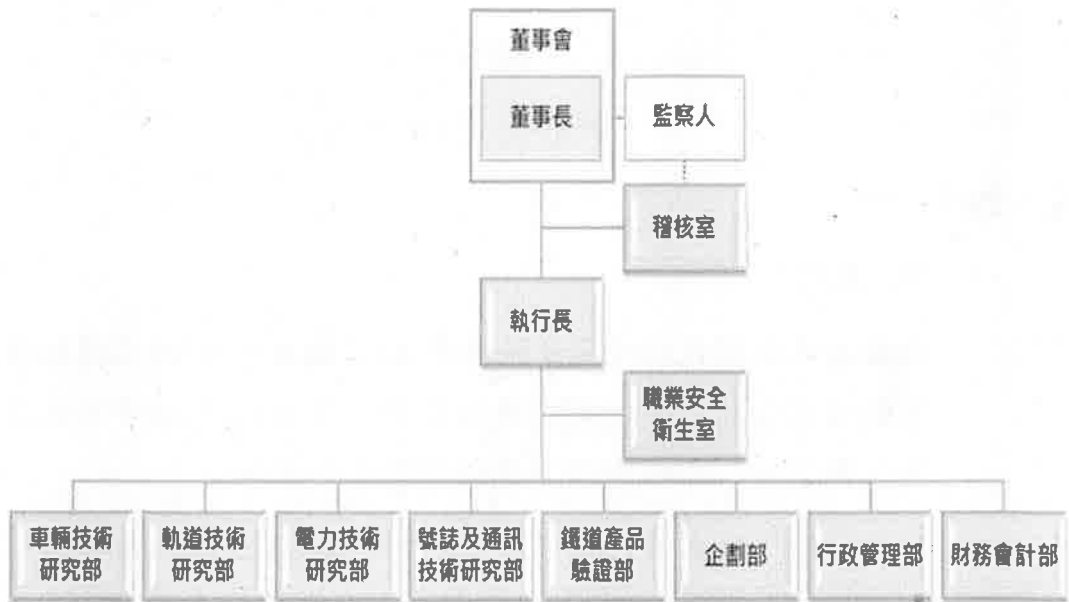 董事會
董事長
監察人
稽核室
執行長
職業安全
衛生室
車輛技術
研究部
軌道技術
研究部
電力技術
研究部
號誌及通訊
技術研究部
鐵道產品
驗證部
企劃部
行政管理部
財務會計部